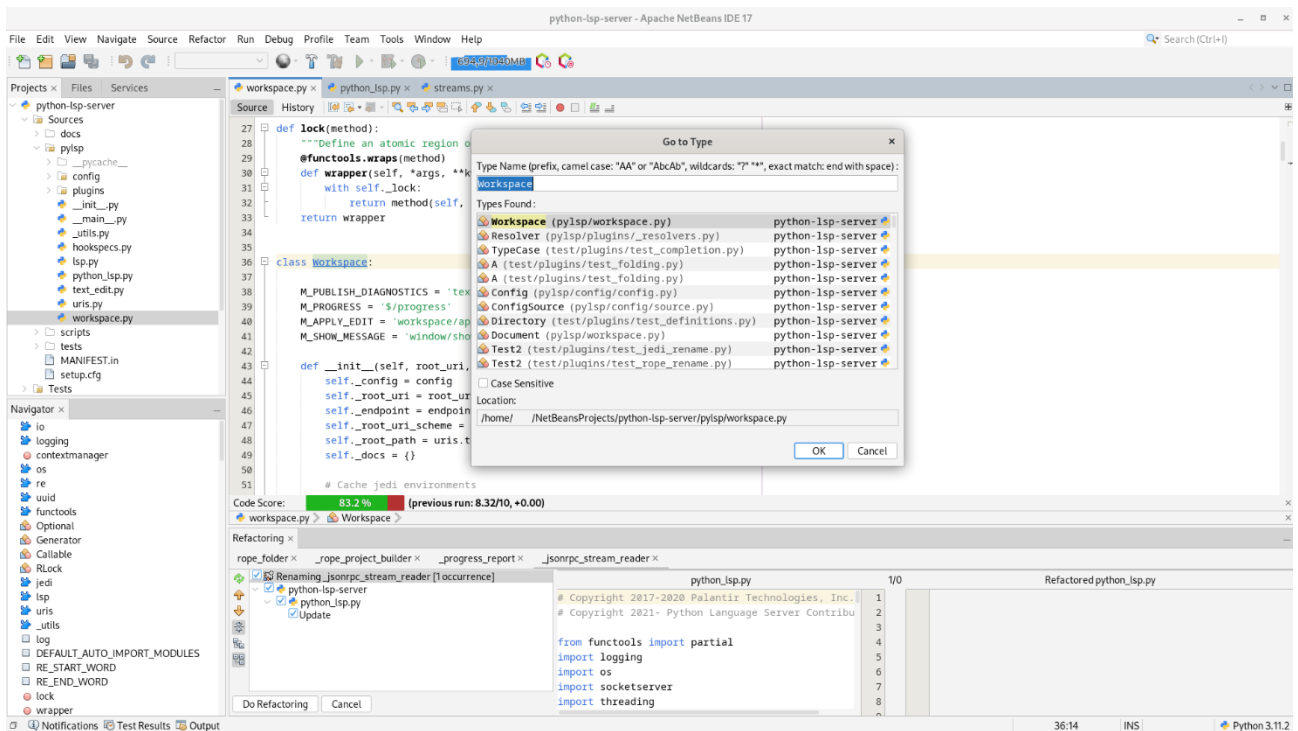 python-lsp-server - Apache NetBeans IDE 17
File Edit View Navigate Source Refactor Run Debug Profile Team Tools Window Help
Search (Ctrl+I)
694.9/1040MB
Projects Files Services
python-lsp-server
Sources
docs
pylsp
__pycache__
config
plugins
__init__.py
__main__.py
_utils.py
hookspecs.py
lsp.py
python_lsp.py
text_edit.py
uris.py
workspace.py
scripts
tests
MANIFEST.in
setup.cfg
Tests
Navigator
io
logging
contextmanager
os
re
uuid
functools
Optional
Generator
Callable
RLock
jedi
lsp
uris
_utils
log
DEFAULT_AUTO_IMPORT_MODULES
RE_START_WORD
RE_END_WORD
lock
wrapper
workspace.py python_lsp.py streams.py
Source History
27 def lock(method):
28 """Define an atomic region o
29 @functools.wraps(method)
30 def wrapper(self, *args, **k
31 with self._lock:
32 return method(self,
33 return wrapper
34
35
36 class Workspace:
37
38 M_PUBLISH_DIAGNOSTICS = 'tex
39 M_PROGRESS = '$/progress'
40 M_APPLY_EDIT = 'workspace/ap
41 M_SHOW_MESSAGE = 'window/sho
42
43 def __init__(self, root_uri,
44 self._config = config
45 self._root_uri = root_ur
46 self._endpoint = endpoin
47 self._root_uri_scheme =
48 self._root_path = uris.t
49 self._docs = {}
50
51 # Cache jedi environments
Go to Type
Type Name (prefix, camel case: "AA" or "AbcAb", wildcards: "?" "*", exact match: end with space) :
Workspace
Types Found :
Workspace (pylsp/workspace.py) python-lsp-server
Resolver (pylsp/plugins/_resolvers.py) python-lsp-server
TypeCase (test/plugins/test_completion.py) python-lsp-server
A (test/plugins/test_folding.py) python-lsp-server
A (test/plugins/test_folding.py) python-lsp-server
Config (pylsp/config/config.py) python-lsp-server
ConfigSource (pylsp/config/source.py) python-lsp-server
Directory (test/plugins/test_definitions.py) python-lsp-server
Document (pylsp/workspace.py) python-lsp-server
Test2 (test/plugins/test_jedi_rename.py) python-lsp-server
Test2 (test/plugins/test_rope_rename.py) python-lsp-server
Case Sensitive
Location:
/home/ /NetBeansProjects/python-lsp-server/pylsp/workspace.py
OK Cancel
Code Score: 83.2 % (previous run: 8.32/10, +0.00)
workspace.py Workspace
Refactoring
rope_folder _rope_project_builder _progress_report _jsonrpc_stream_reader
Renaming _jsonrpc_stream_reader [1 occurrence]
python-lsp-server
python_lsp.py
Update
Do Refactoring Cancel
python_lsp.py 1/0 Refactored python_lsp.py
# Copyright 2017-2020 Palantir Technologies, Inc. 1
# Copyright 2021- Python Language Server Contribu 2
3
from functools import partial 4
import logging 5
import os 6
import socketserver 7
import threading 8
Notifications Test Results Output
36:14 INS Python 3.11.2